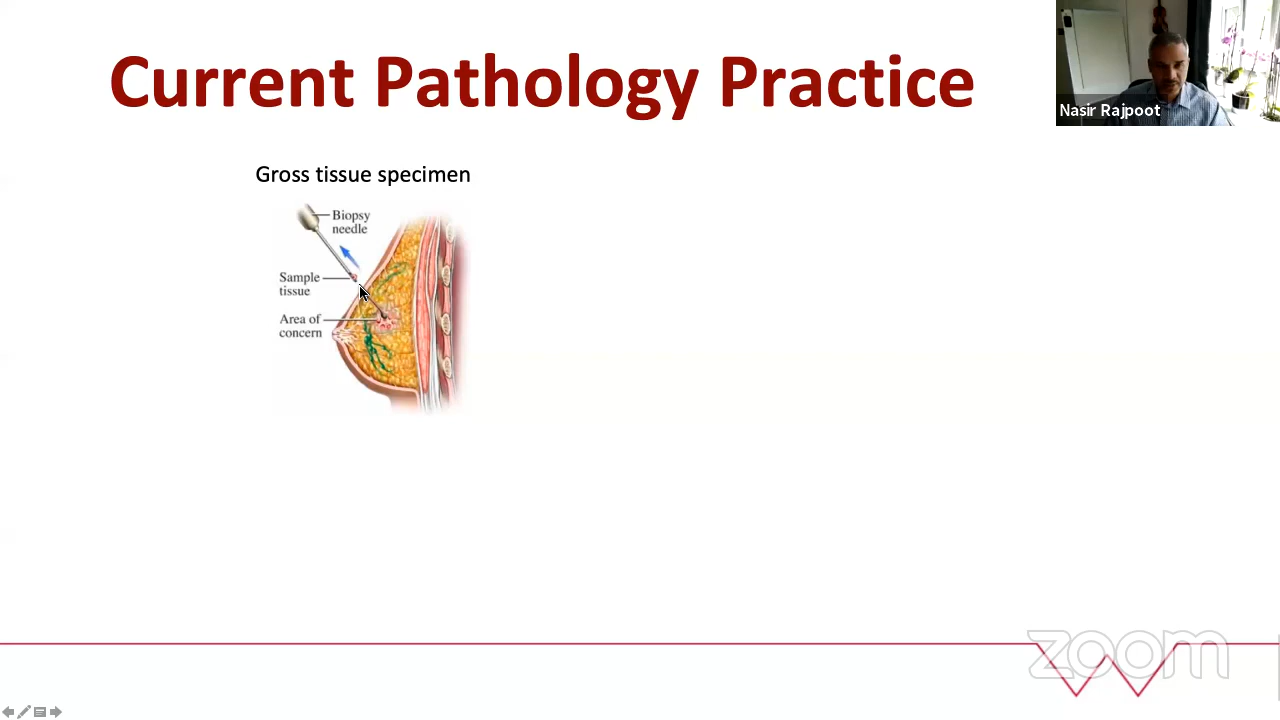 Current Pathology Practice
Nasir Rajpoot
Gross tissue specimen
Biopsy
needle
Sample
tissue
Area of
concern
zoom